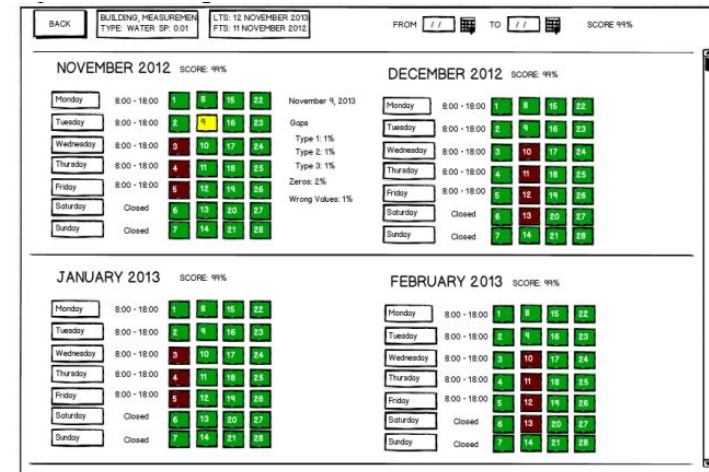 BACK
BUILDING, MEASUREMEN
TYPE: WATER SP: 0.01
LTS: 12 NOVEMBER 2013
FTS: 11 NOVEMBER 2012
FROM / / TO / / SCORE 99%
NOVEMBER 2012 SCORE: 99%
Monday 8:00 - 18:00 1 8 15 22
Tuesday 8:00 - 18:00 2 9 16 23
Wednesday 8:00 - 18:00 3 10 17 24
Thursday 8:00 - 18:00 4 11 18 25
Friday 8:00 - 18:00 5 12 19 26
Saturday Closed 6 13 20 27
Sunday Closed 7 14 21 28
November 9, 2013
Gaps
Type 1: 1%
Type 2: 1%
Type 3: 1%
Zeros: 2%
Wrong Values: 1%
DECEMBER 2012 SCORE: 99%
Monday 8:00 - 18:00 1 8 15 22
Tuesday 8:00 - 18:00 2 9 16 23
Wednesday 8:00 - 18:00 3 10 17 24
Thursday 8:00 - 18:00 4 11 18 25
Friday 8:00 - 18:00 5 12 19 26
Saturday Closed 6 13 20 27
Sunday Closed 7 14 21 28
JANUARY 2013 SCORE: 99%
Monday 8:00 - 18:00 1 8 15 22
Tuesday 8:00 - 18:00 2 9 16 23
Wednesday 8:00 - 18:00 3 10 17 24
Thursday 8:00 - 18:00 4 11 18 25
Friday 8:00 - 18:00 5 12 19 26
Saturday Closed 6 13 20 27
Sunday Closed 7 14 21 28
FEBRUARY 2013 SCORE: 99%
Monday 8:00 - 18:00 1 8 15 22
Tuesday 8:00 - 18:00 2 9 16 23
Wednesday 8:00 - 18:00 3 10 17 24
Thursday 8:00 - 18:00 4 11 18 25
Friday 8:00 - 18:00 5 12 19 26
Saturday Closed 6 13 20 27
Sunday Closed 7 14 21 28